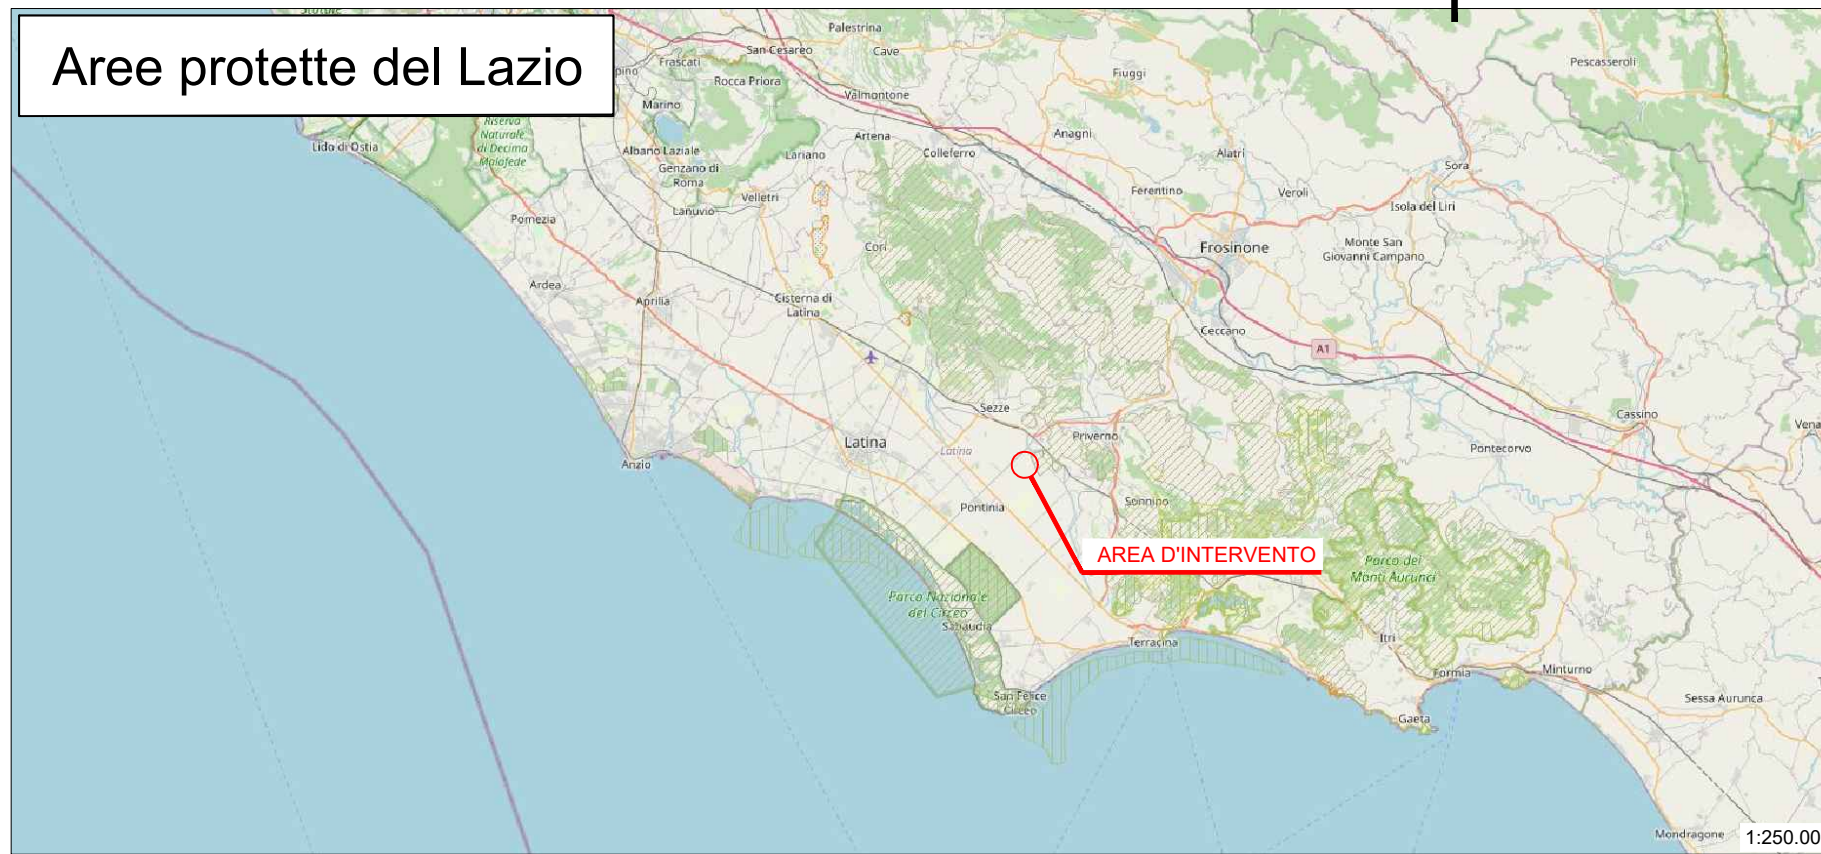 Aree protette del Lazio
Palestrina
San Cesareo
Cave
Frascati
Rocca Priora
Fiuggi
Pescasseroli
Valmontone
Marino
Riserva
Naturale
di Decima
Malafede
Lido di Ostia
Albano Laziale
Genzano di
Roma
Lariano
Artena
Colleferro
Anagni
Alatri
Sora
Ferentino
Veroli
Isola del Liri
Velletri
Lanuvio
Pomezia
Cori
Frosinone
Monte San
Giovanni Campano
Ardea
Aprilia
Cisterna di
Latina
Ceccano
A1
Sezze
Cassino
Latina
Latina
Priverno
Pontecorvo
Vena
Anzio
Sonnino
Pontinia
AREA D'INTERVENTO
Parco dei
Monti Aurunci
Parco Nazionale
del Circeo
Sabaudia
Terracina
Itri
Formia
Minturno
San Felice
Circeo
Sessa Aurunca
Gaeta
Mondragone
1:250.00